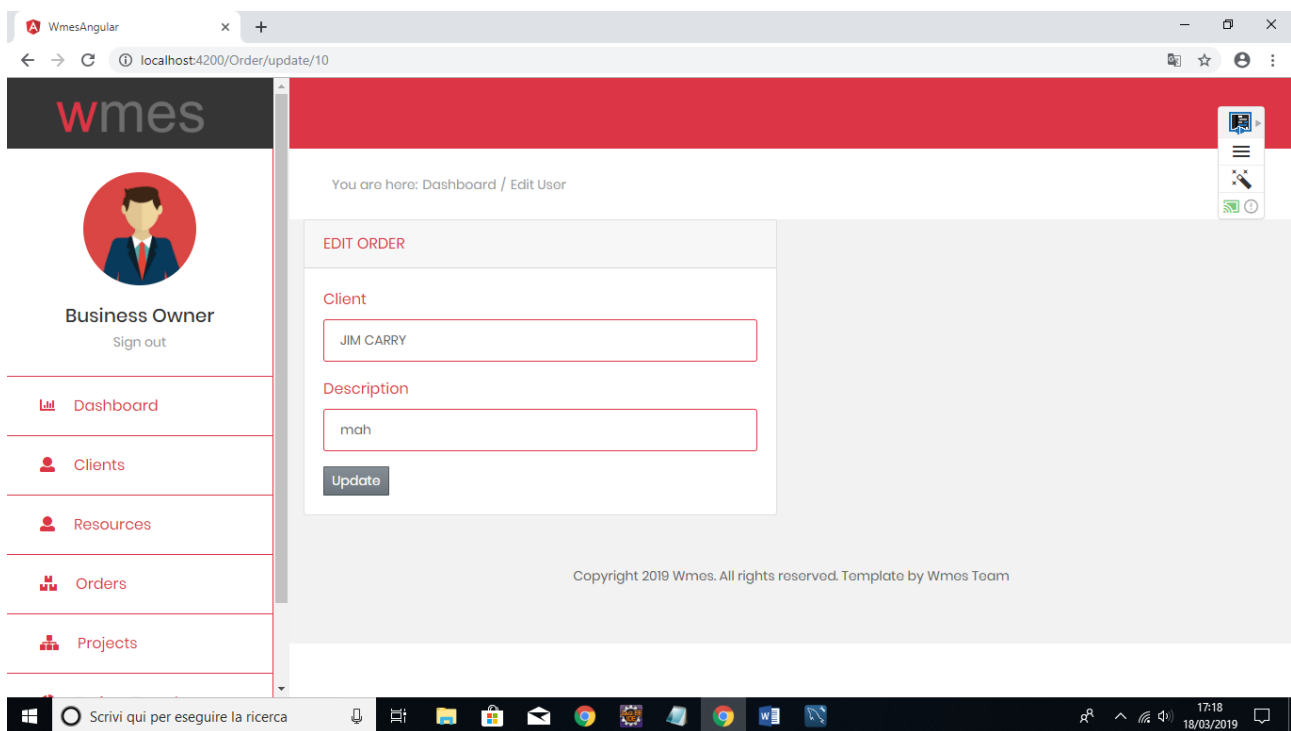 WmesAngular
localhost:4200/Order/update/10
wmes
You are here: Dashboard / Edit User
Business Owner
Sign out
Dashboard
Clients
Resources
Orders
Projects
EDIT ORDER
Client
JIM CARRY
Description
mah
Update
Copyright 2019 Wmes. All rights reserved. Template by Wmes Team
Scrivi qui per eseguire la ricerca
17:18
18/03/2019